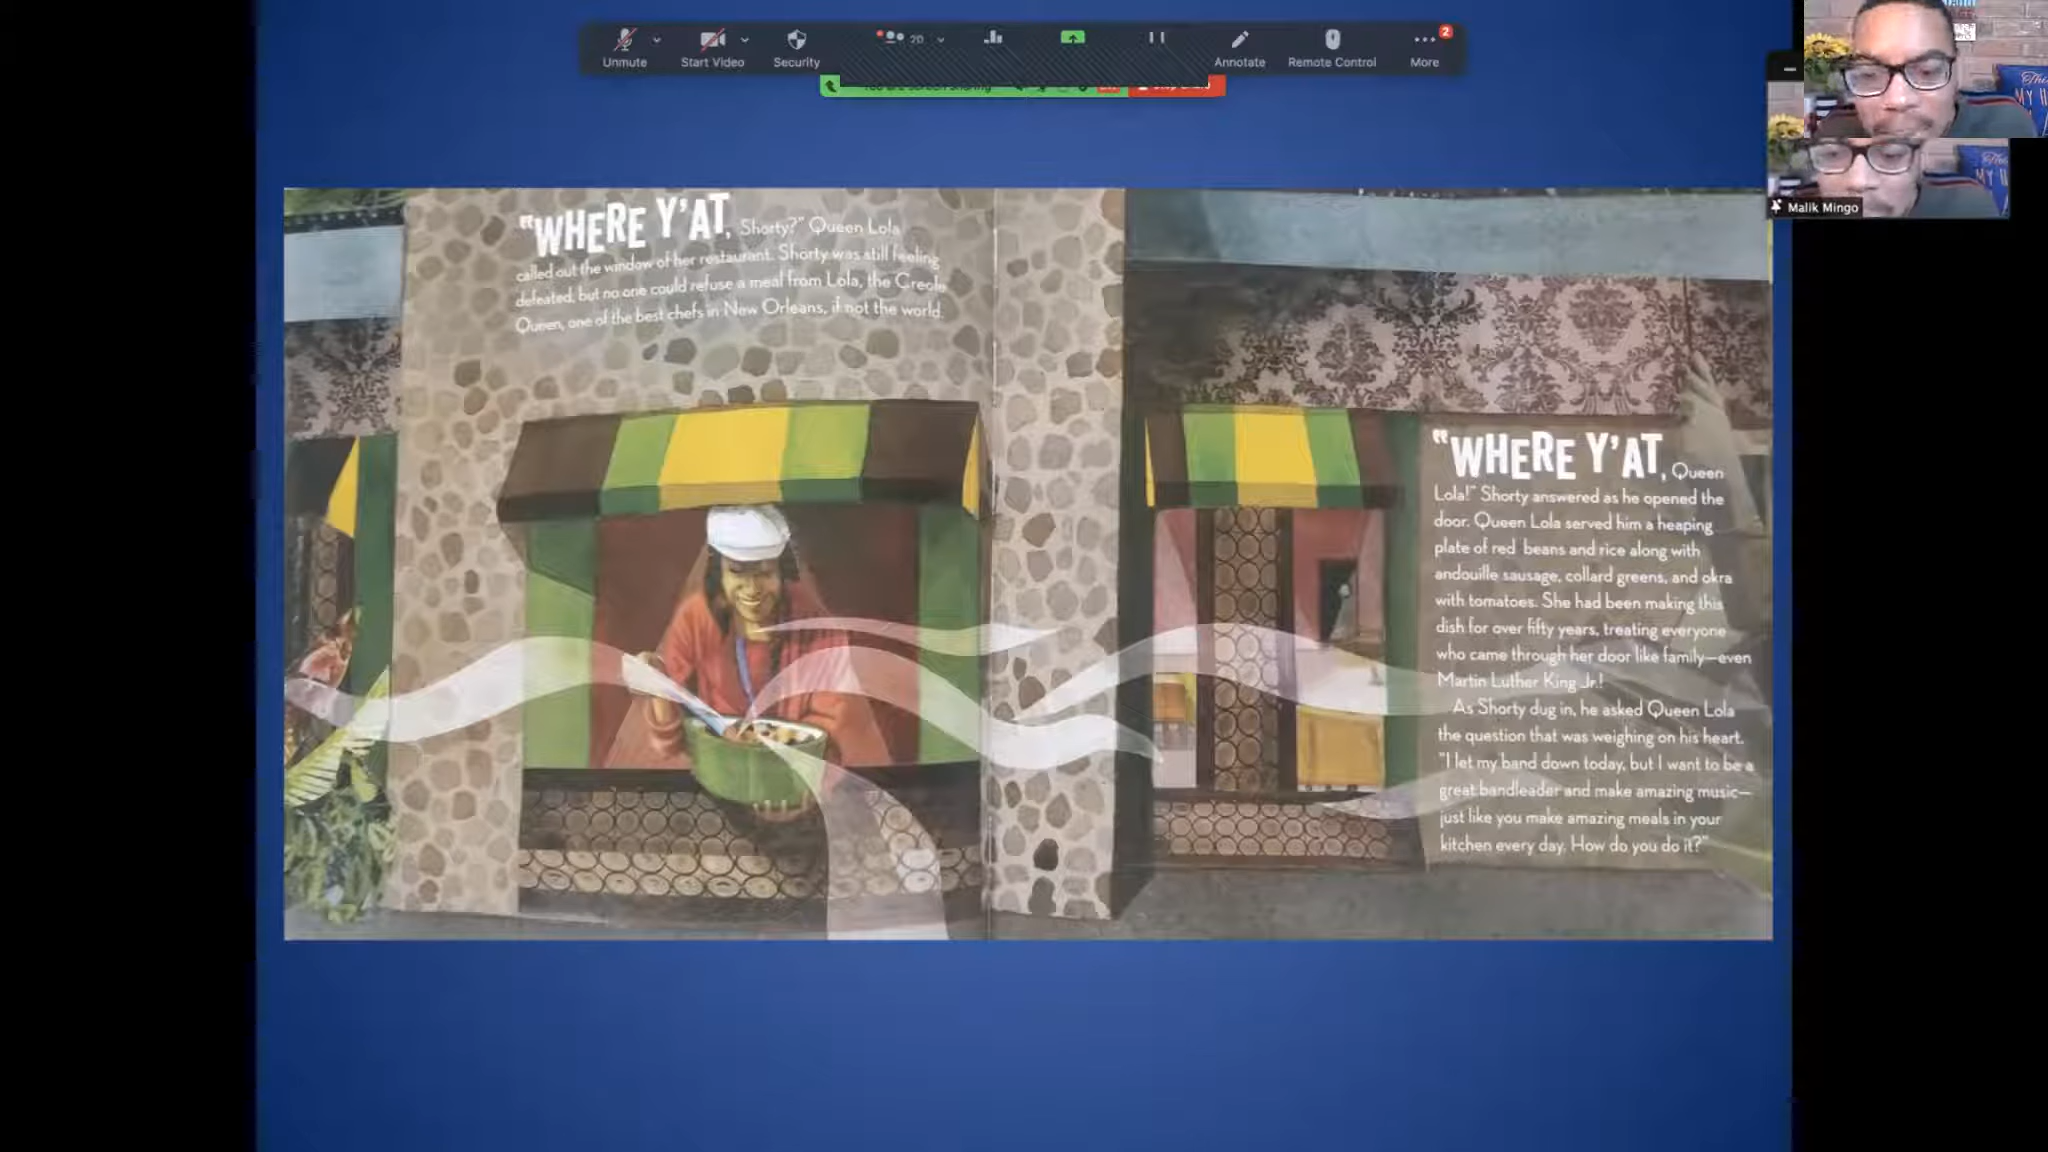 Unmute
Start Video
Security
20
Annotate
Remote Control
More
2
Malik Mingo
MY
"WHERE Y'AT, Shorty?" Queen Lola
called out the window of her restaurant. Shorty was still feeling
defeated, but no one could refuse a meal from Lola, the Creole
Queen, one of the best chefs in New Orleans, if not the world.
"WHERE Y'AT, Queen
Lola!" Shorty answered as he opened the
door. Queen Lola served him a heaping
plate of red beans and rice along with
andouille sausage, collard greens, and okra
with tomatoes. She had been making this
dish for over fifty years, treating everyone
who came through her door like family—even
Martin Luther King Jr.!
As Shorty dug in, he asked Queen Lola
the question that was weighing on his heart.
"I let my band down today, but I want to be a
great bandleader and make amazing music—
just like you make amazing meals in your
kitchen every day. How do you do it?"